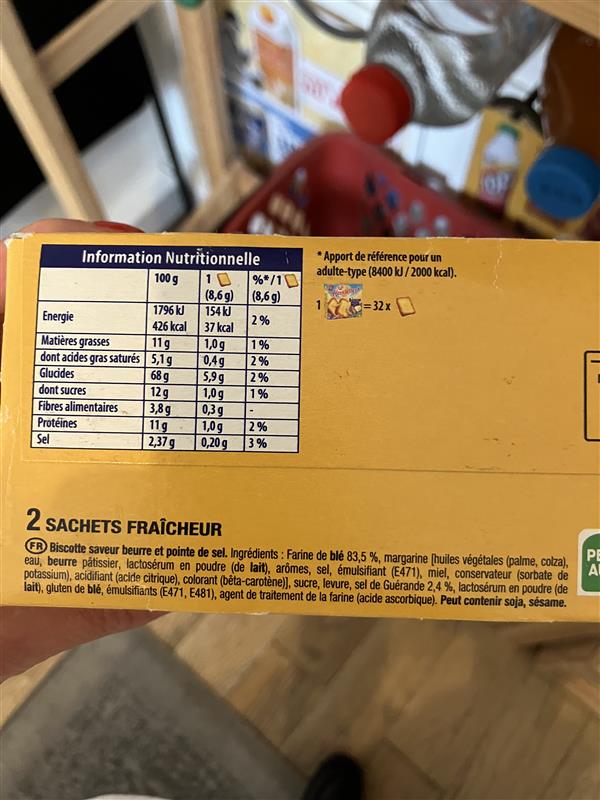 Information Nutritionnelle
100 g 1 (8,6 g) %*/1 (8,6 g)
Energie 1796 kJ 154 kJ 2 %
426 kcal 37 kcal
Matières grasses 11 g 1,0 g 1 %
dont acides gras saturés 5,1 g 0,4 g 2 %
Glucides 68 g 5,9 g 2 %
dont sucres 12 g 1,0 g 1 %
Fibres alimentaires 3,8 g 0,3 g -
Protéines 11 g 1,0 g 2 %
Sel 2,37 g 0,20 g 3 %
* Apport de référence pour un
adulte-type (8400 kJ / 2000 kcal).
1 = 32 x
2 SACHETS FRAÎCHEUR
FR Biscotte saveur beurre et pointe de sel. Ingrédients : Farine de blé 83,5 %, margarine [huiles végétales (palme, colza),
eau, beurre pâtissier, lactosérum en poudre (de lait), arômes, sel, émulsifiant (E471), miel, conservateur (sorbate de
potassium), acidifiant (acide citrique), colorant (bêta-carotène)], sucre, levure, sel de Guérande 2,4 %, lactosérum en poudre (de
lait), gluten de blé, émulsifiants (E471, E481), agent de traitement de la farine (acide ascorbique). Peut contenir soja, sésame.